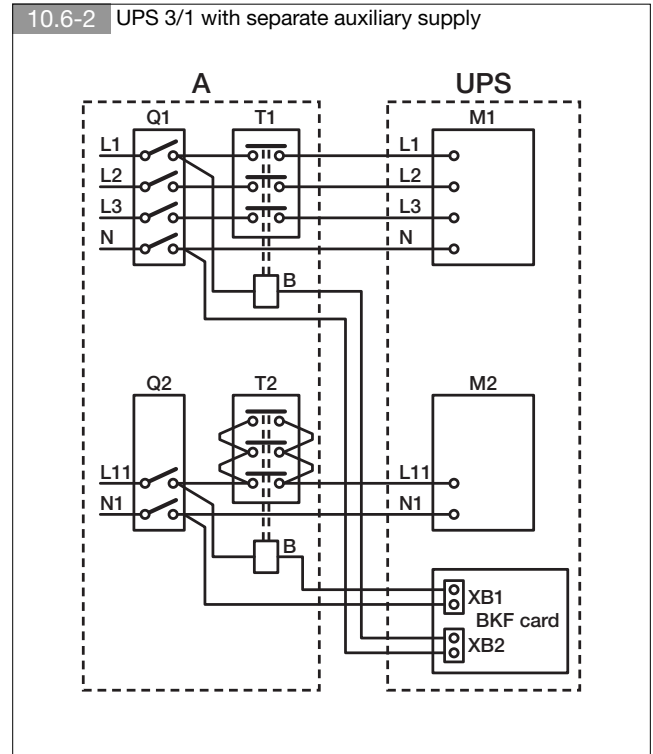 10.6-2 UPS 3/1 with separate auxiliary supply
A UPS
Q1 T1 M1
L1 L1
L2 L2
L3 L3
N N
B
Q2 T2 M2
L11 L11
N1 N1
B
XB1
BKF card
XB2